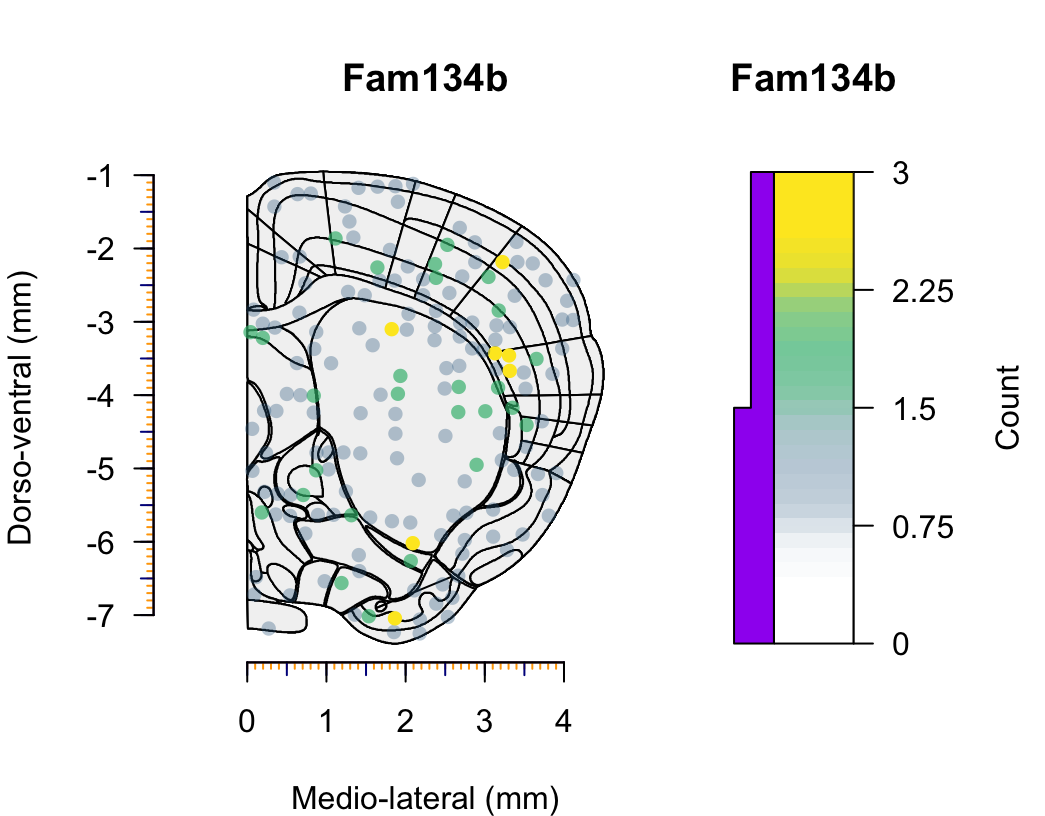 Fam134b
Fam134b
-1
-2
-3
-4
-5
-6
-7
Dorso-ventral (mm)
0 1 2 3 4
Medio-lateral (mm)
3
2.25
1.5
0.75
0
Count